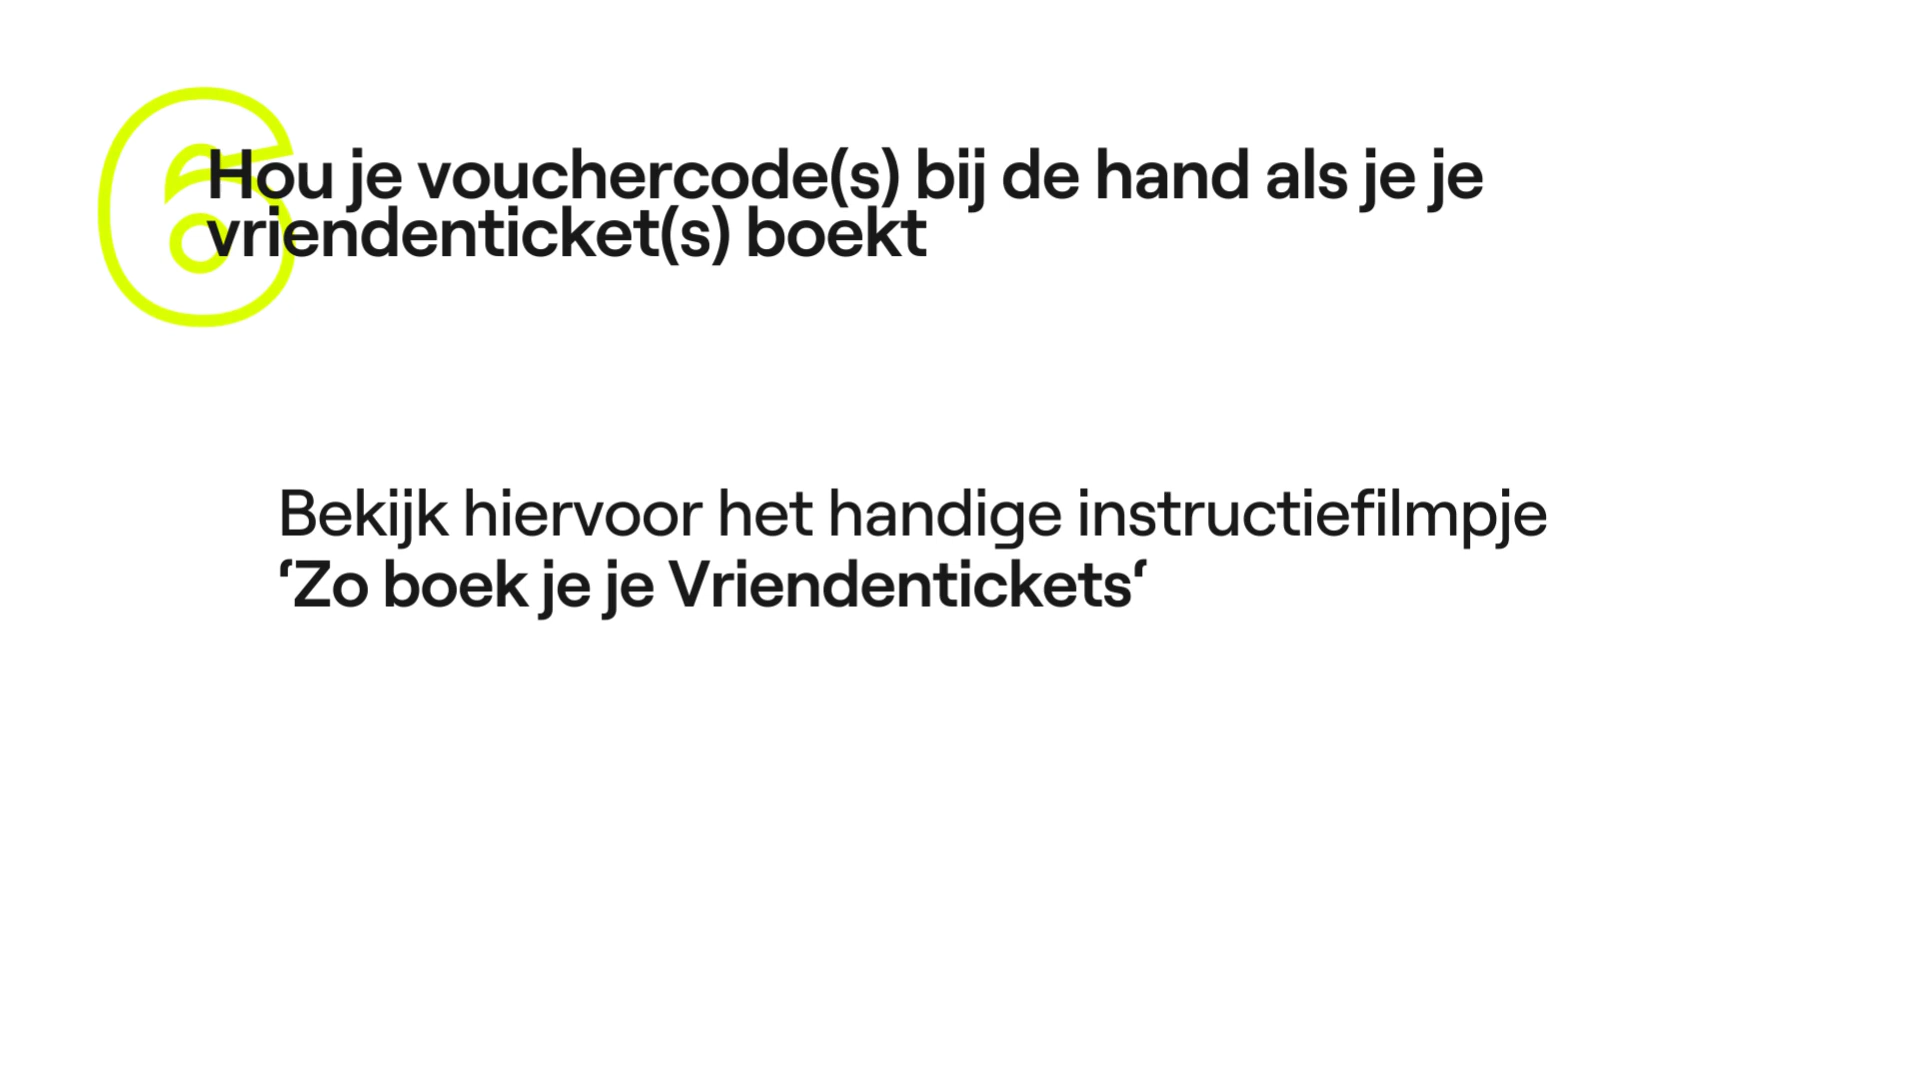 6
Hou je vouchercode(s) bij de hand als je je
vriendenticket(s) boekt
Bekijk hiervoor het handige instructiefilmpje
‘Zo boek je je Vriendentickets‘